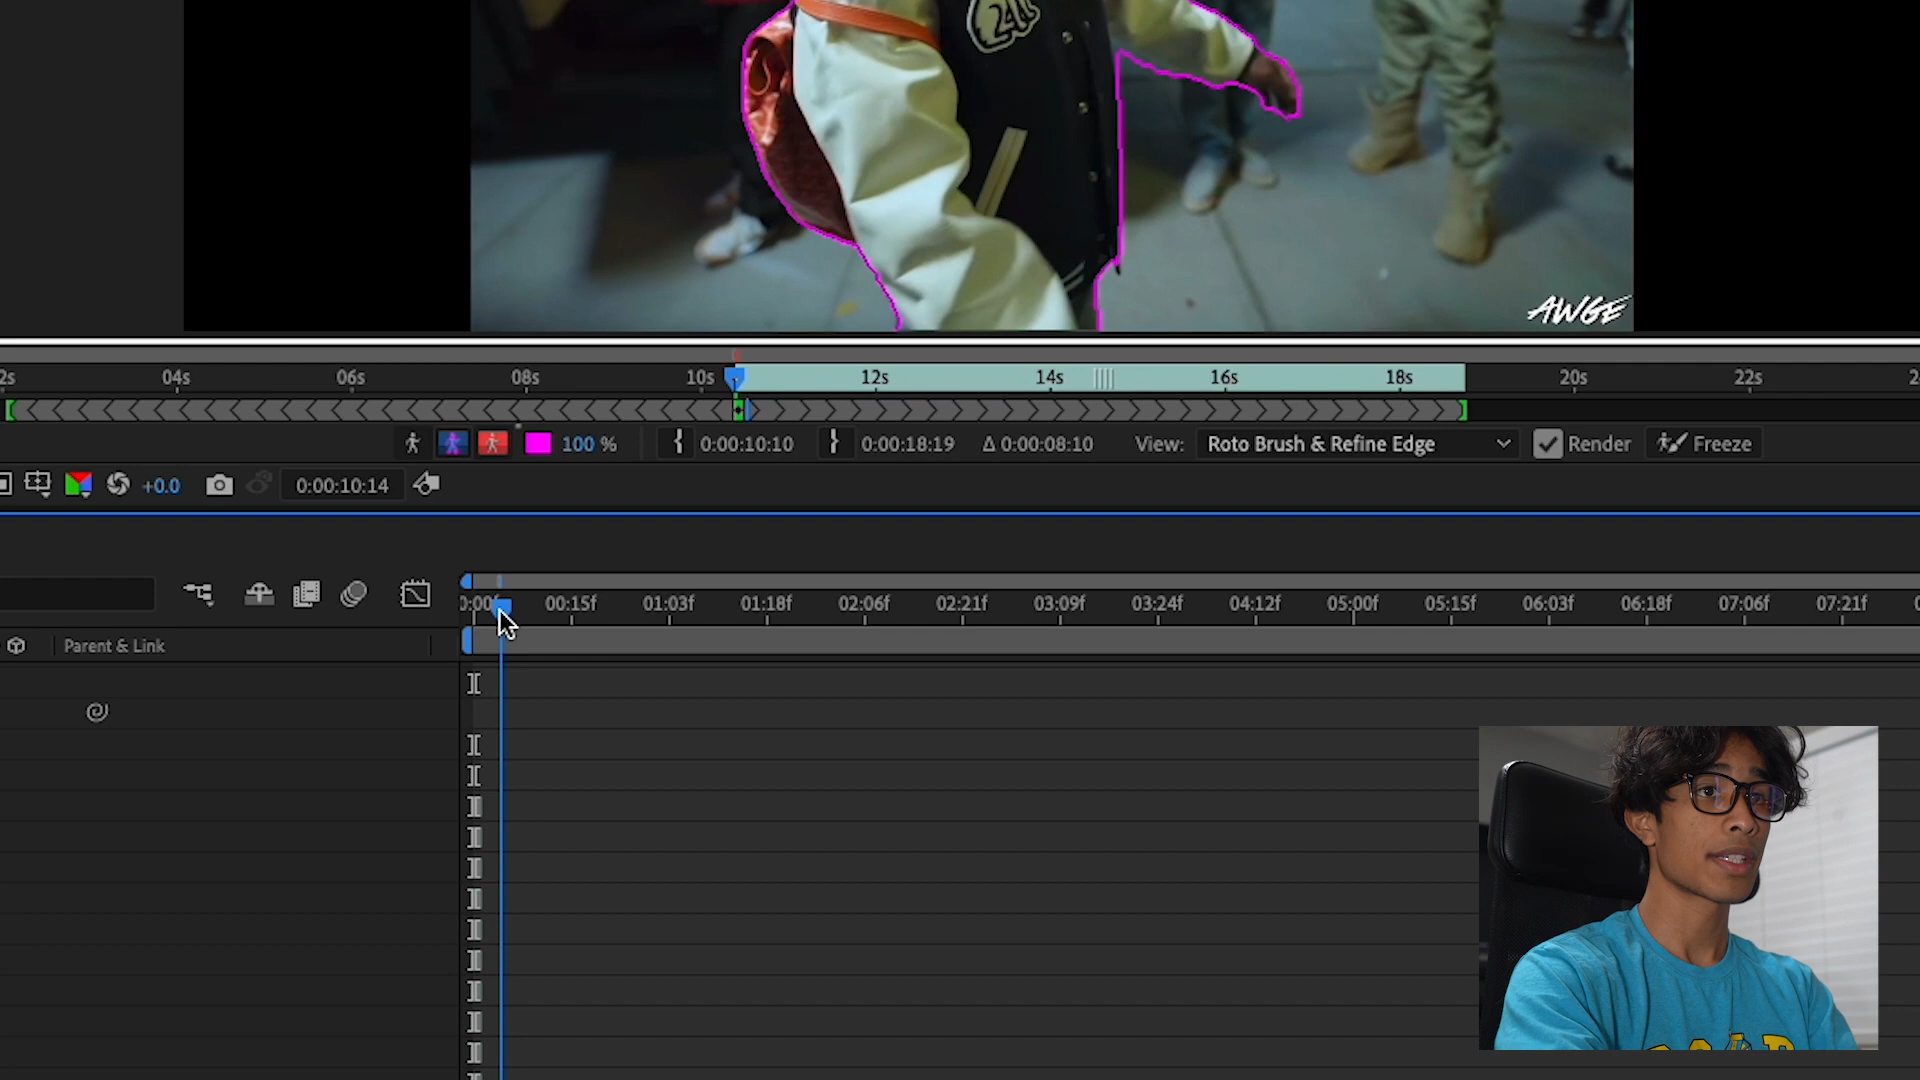 24
AWGE
2s 04s 06s 08s 10s 12s 14s 16s 18s 20s 22s
100 % { 0:00:10:10 } 0:00:18:19 Δ 0:00:08:10 View: Roto Brush & Refine Edge Render Freeze
+0.0 0:00:10:14
00:15f 01:03f 01:18f 02:06f 02:21f 03:09f 03:24f 04:12f 05:00f 05:15f 06:03f 06:18f 07:06f 07:21f
Parent & Link